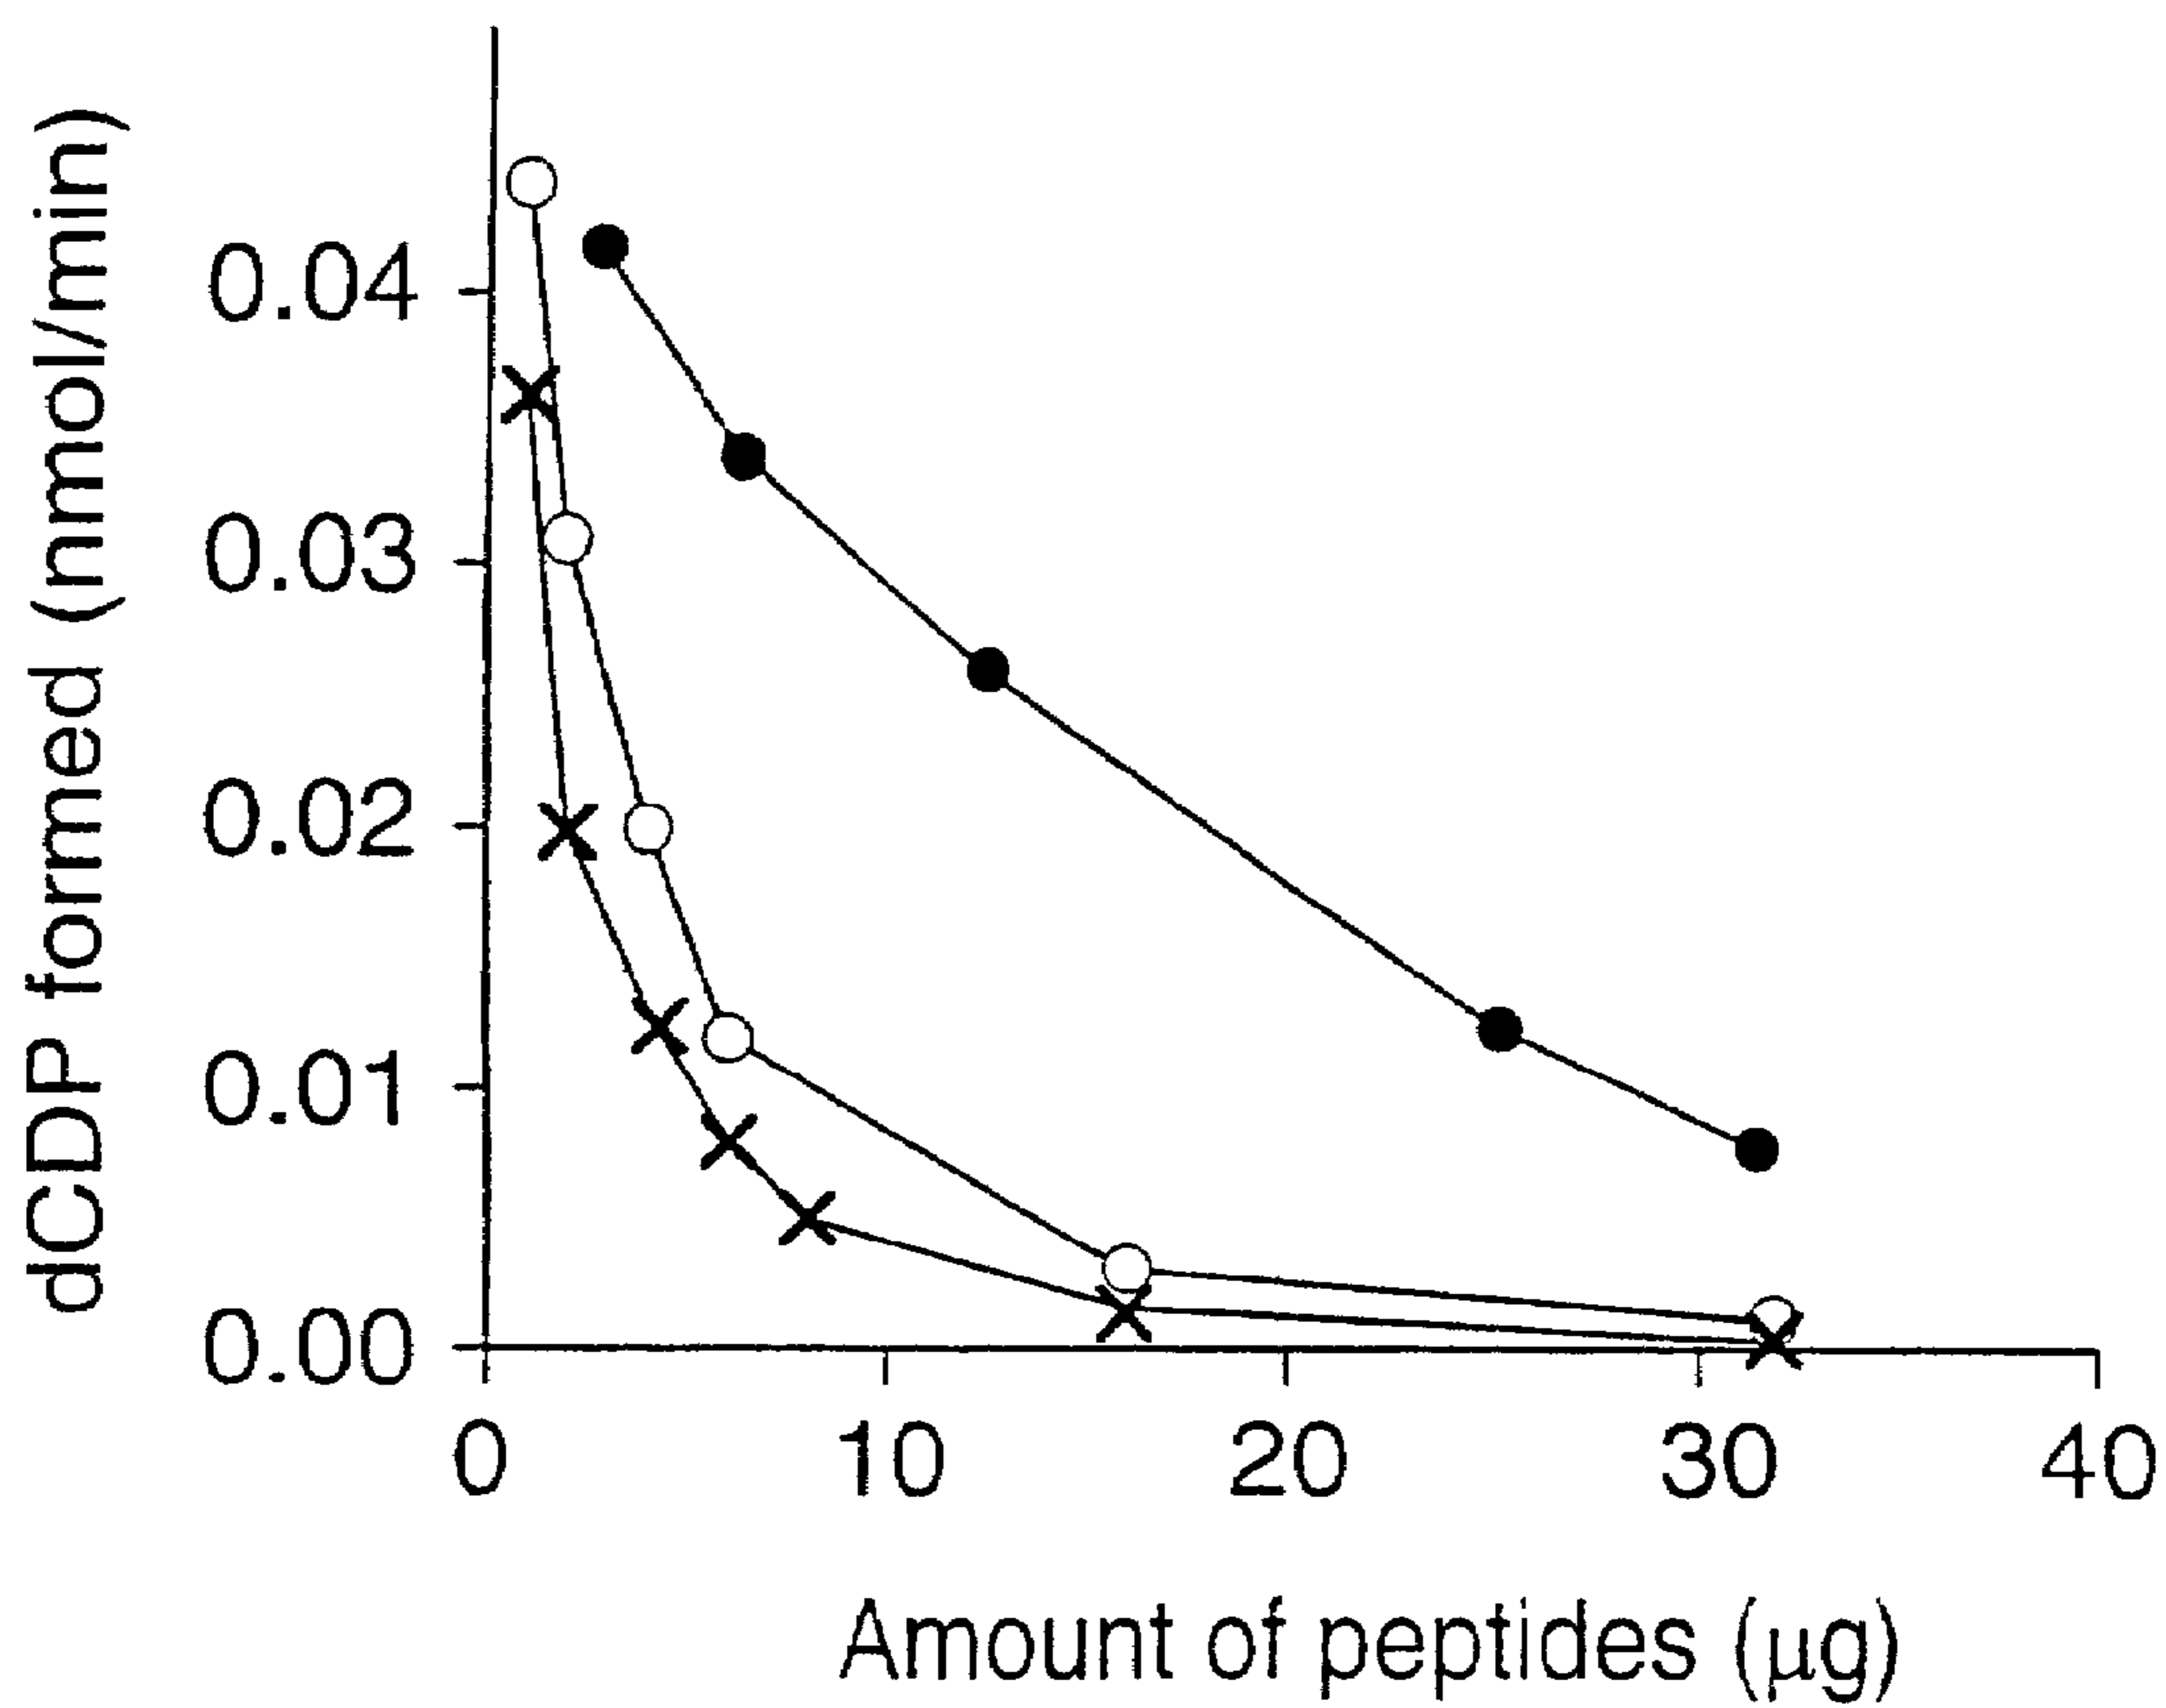 dCDP formed (nmol/min)
0.04
0.03
0.02
0.01
0.00
0 10 20 30 40
Amount of peptides (µg)